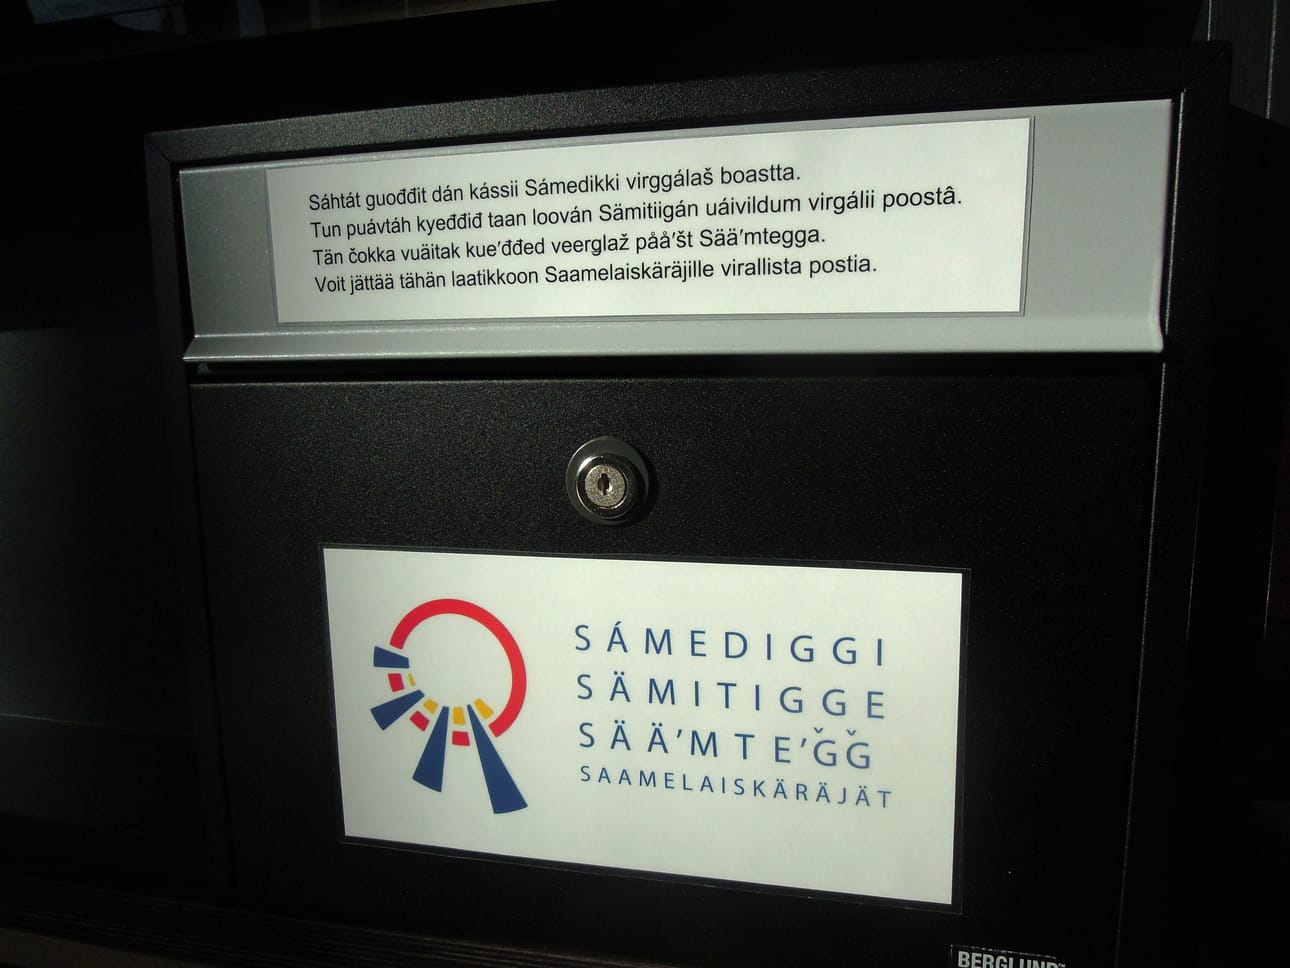 Sáhtát guođđit dán kássii Sámedikki virggálaš boastta.
Tun puávtáh kyeđđiđ taan loován Sämitiigán uáivildum virgálii poostâ.
Tän čokka vuäitak kueʹđđed veerglaž pååʹšt Sääʹmtegga.
Voit jättää tähän laatikkoon Saamelaiskäräjille virallista postia.
SÁMEDIGGI
SÄMITIGGE
SÄÄʹMTEʹǦǦ
SAAMELAISKÄRÄJÄT
BERGLUND